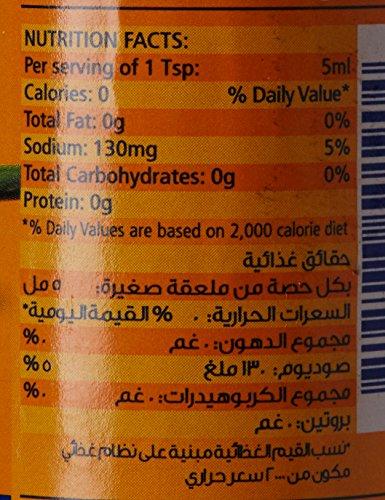 NUTRITION FACTS:
Per serving of 1 Tsp: 5ml
Calories: 0 % Daily Value*
Total Fat: 0g 0%
Sodium: 130mg 5%
Total Carbohydrates: 0g 0%
Protein: 0g
*% Daily Values are based on 2,000 calorie diet
حقائق غذائية
بكل حصة من ملعقة صغيرة: ٥ مل
السعرات الحرارية: ٠ % القيمة اليومية*
مجموع الدهون: ٠ غم ٠%
صوديوم: ١٣٠ ملغ ٥%
مجموع الكربوهيدرات: ٠ غم ٠%
بروتين: ٠ غم
*نسب القيم الغذائية مبنية على نظام غذائي
مكون من ٢٠٠٠ سعر حراري